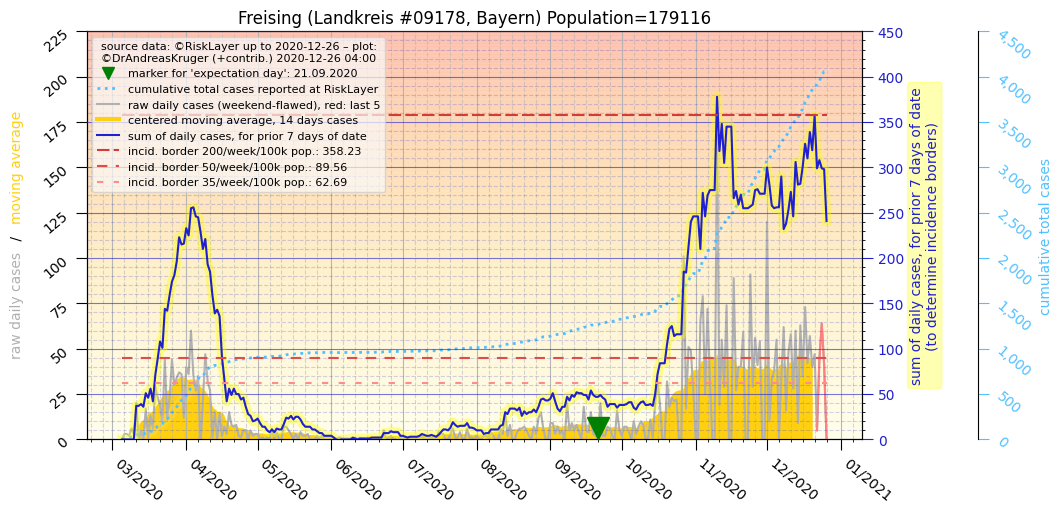 Freising (Landkreis #09178, Bayern) Population=179116
source data: ©RiskLayer up to 2020-12-26 – plot:
©DrAndreasKruger (+contrib.) 2020-12-26 04:00
marker for 'expectation day': 21.09.2020
cumulative total cases reported at RiskLayer
raw daily cases (weekend-flawed), red: last 5
centered moving average, 14 days cases
sum of daily cases, for prior 7 days of date
incid. border 200/week/100k pop.: 358.23
incid. border 50/week/100k pop.: 89.56
incid. border 35/week/100k pop.: 62.69
raw daily cases / moving average
225
200
175
150
125
100
75
50
25
0
03/2020
04/2020
05/2020
06/2020
07/2020
08/2020
09/2020
10/2020
11/2020
12/2020
01/2021
450
400
350
300
250
200
150
100
50
0
sum of daily cases, for prior 7 days of date
(to determine incidence borders)
4,500
4,000
3,500
3,000
2,500
2,000
1,500
1,000
500
0
cumulative total cases